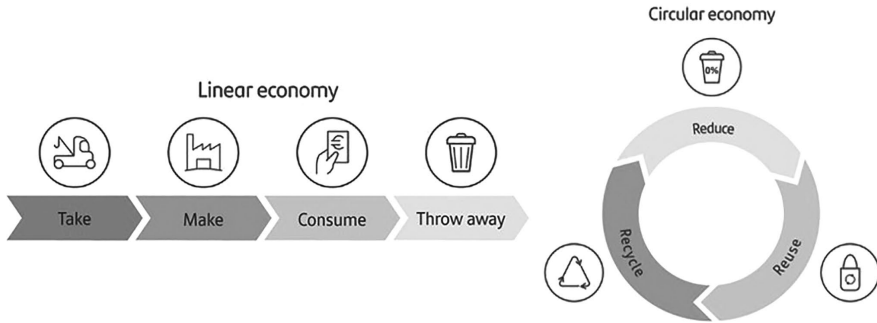 Linear economy
€
Take
Make
Consume
Throw away
Circular economy
0%
Reduce
Reuse
Recycle